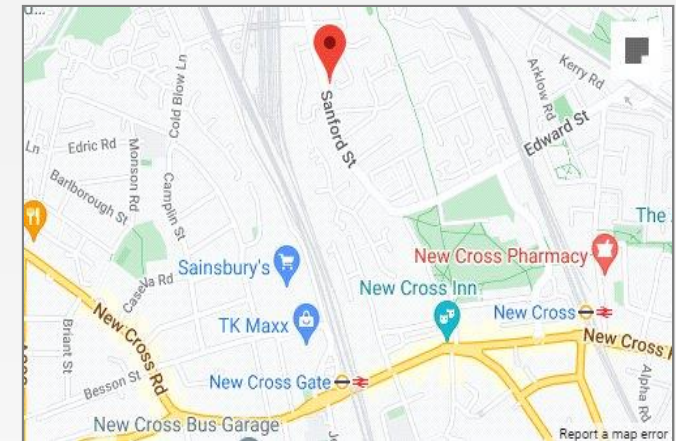 Kerry Rd
Arklow Rd
Cold Blow Ln
Sanford St
Edward St
Edric Rd
Ln
Monson Rd
Barlborough St
Camplin St
The
New Cross Pharmacy
Sainsbury's
Casella Rd
New Cross Inn
New Cross
TK Maxx
New Cross Rd
New Cross
Briant St
New Cross Gate
Besson St
Alpha Rd
New Cross Bus Garage
Report a map error